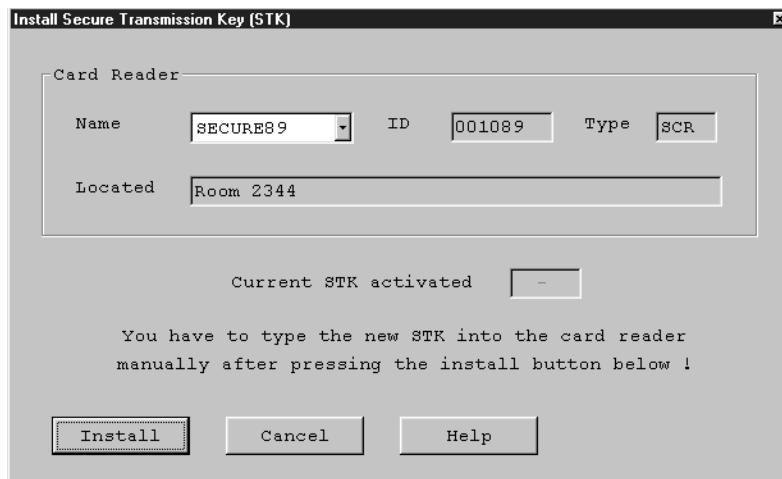 Install Secure Transmission Key (STK)
Card Reader
Name SECURE89 ID 001089 Type SCR
Located Room 2344
Current STK activated -
You have to type the new STK into the card reader
manually after pressing the install button below !
Install Cancel Help